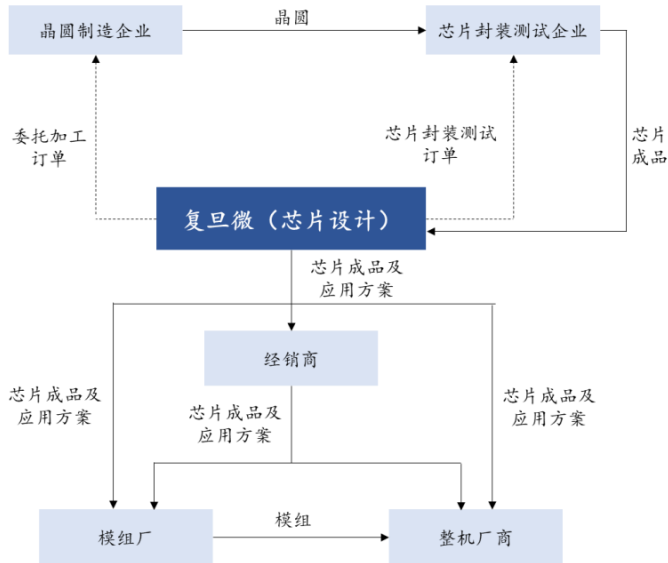 晶圆制造企业
晶圆
芯片封装测试企业
委托加工
订单
芯片封装测试
订单
芯片
成品
复旦微（芯片设计）
芯片成品及
应用方案
经销商
芯片成品及
应用方案
芯片成品及
应用方案
芯片成品及
应用方案
模组厂
模组
整机厂商